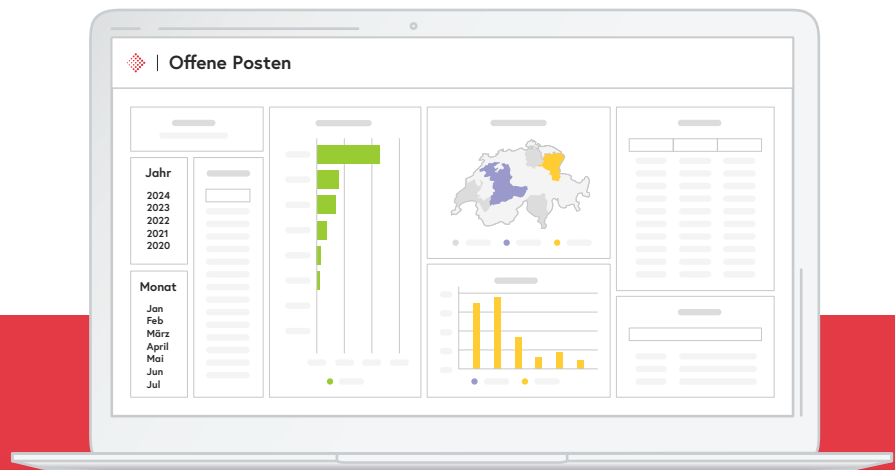 Offene Posten
Jahr
2024
2023
2022
2021
2020
Monat
Jan
Feb
März
April
Mai
Jun
Jul